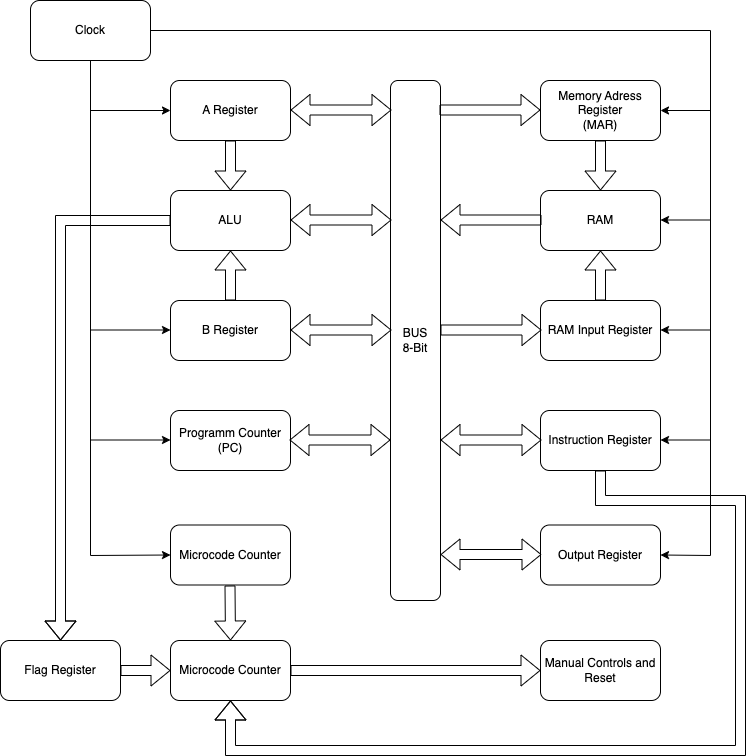 Clock
A Register
Memory Adress
Register
(MAR)
ALU
RAM
B Register
BUS
8-Bit
RAM Input Register
Programm Counter
(PC)
Instruction Register
Microcode Counter
Output Register
Flag Register
Microcode Counter
Manual Controls and
Reset